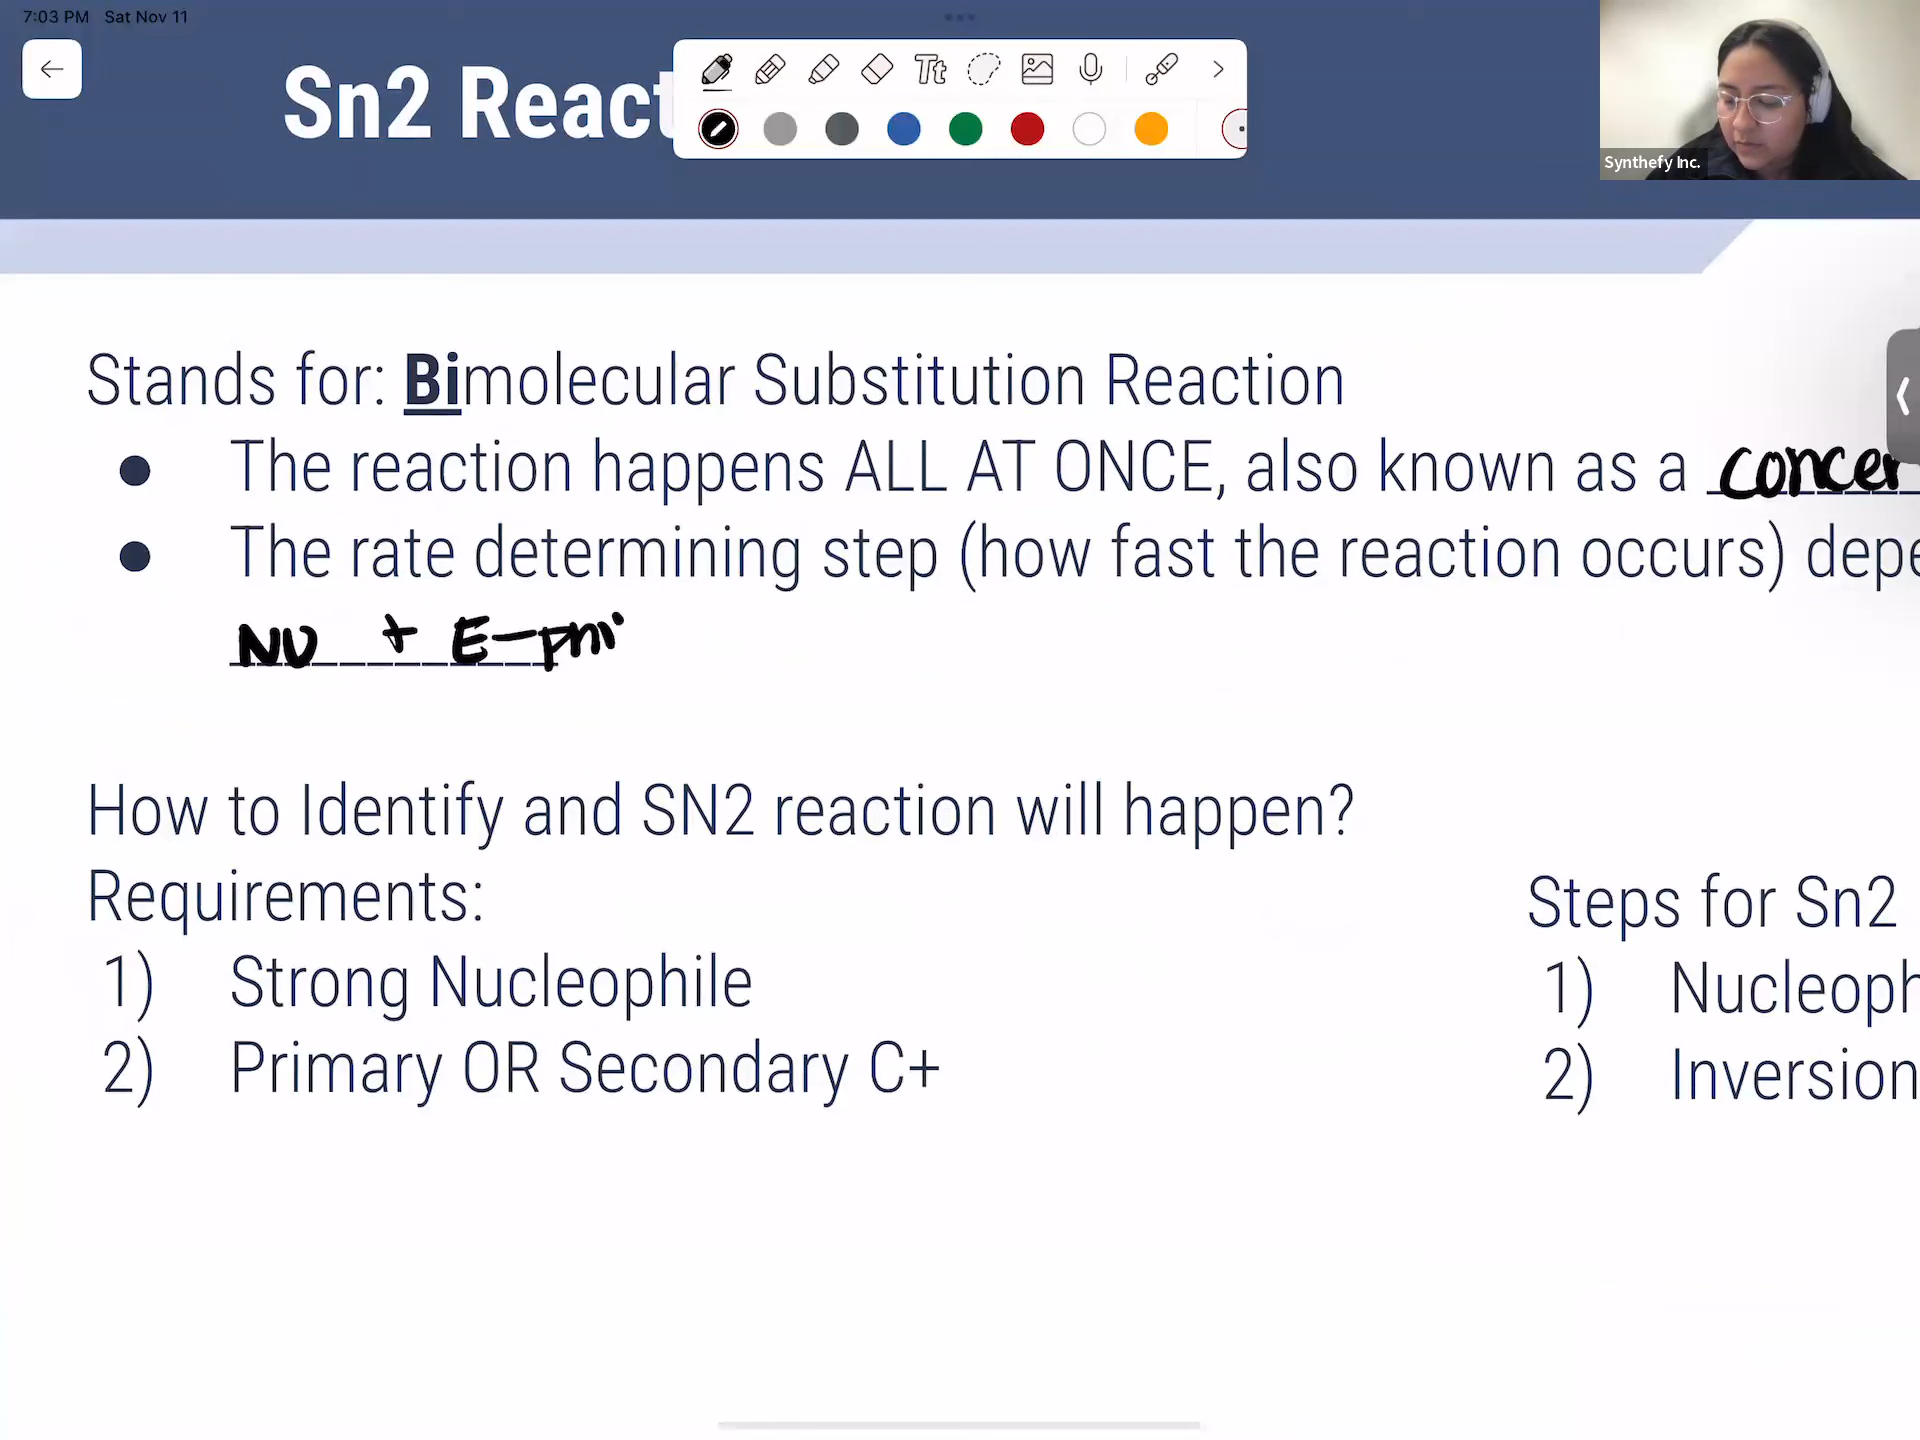 7:03 PM Sat Nov 11
Sn2 React
Tt
Synthefy Inc.
Stands for: Bimolecular Substitution Reaction
● The reaction happens ALL AT ONCE, also known as a concer
● The rate determining step (how fast the reaction occurs) depe
NU + E-phi
How to Identify and SN2 reaction will happen?
Requirements:
1) Strong Nucleophile
2) Primary OR Secondary C+
Steps for Sn2
1) Nucleoph
2) Inversion